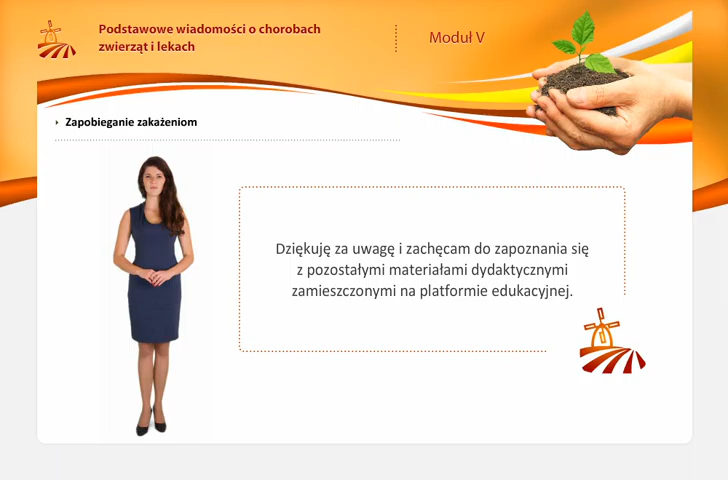 Podstawowe wiadomości o chorobach
zwierząt i lekach
Moduł V
Zapobieganie zakażeniom
Dziękuję za uwagę i zachęcam do zapoznania się
z pozostałymi materiałami dydaktycznymi
zamieszczonymi na platformie edukacyjnej.